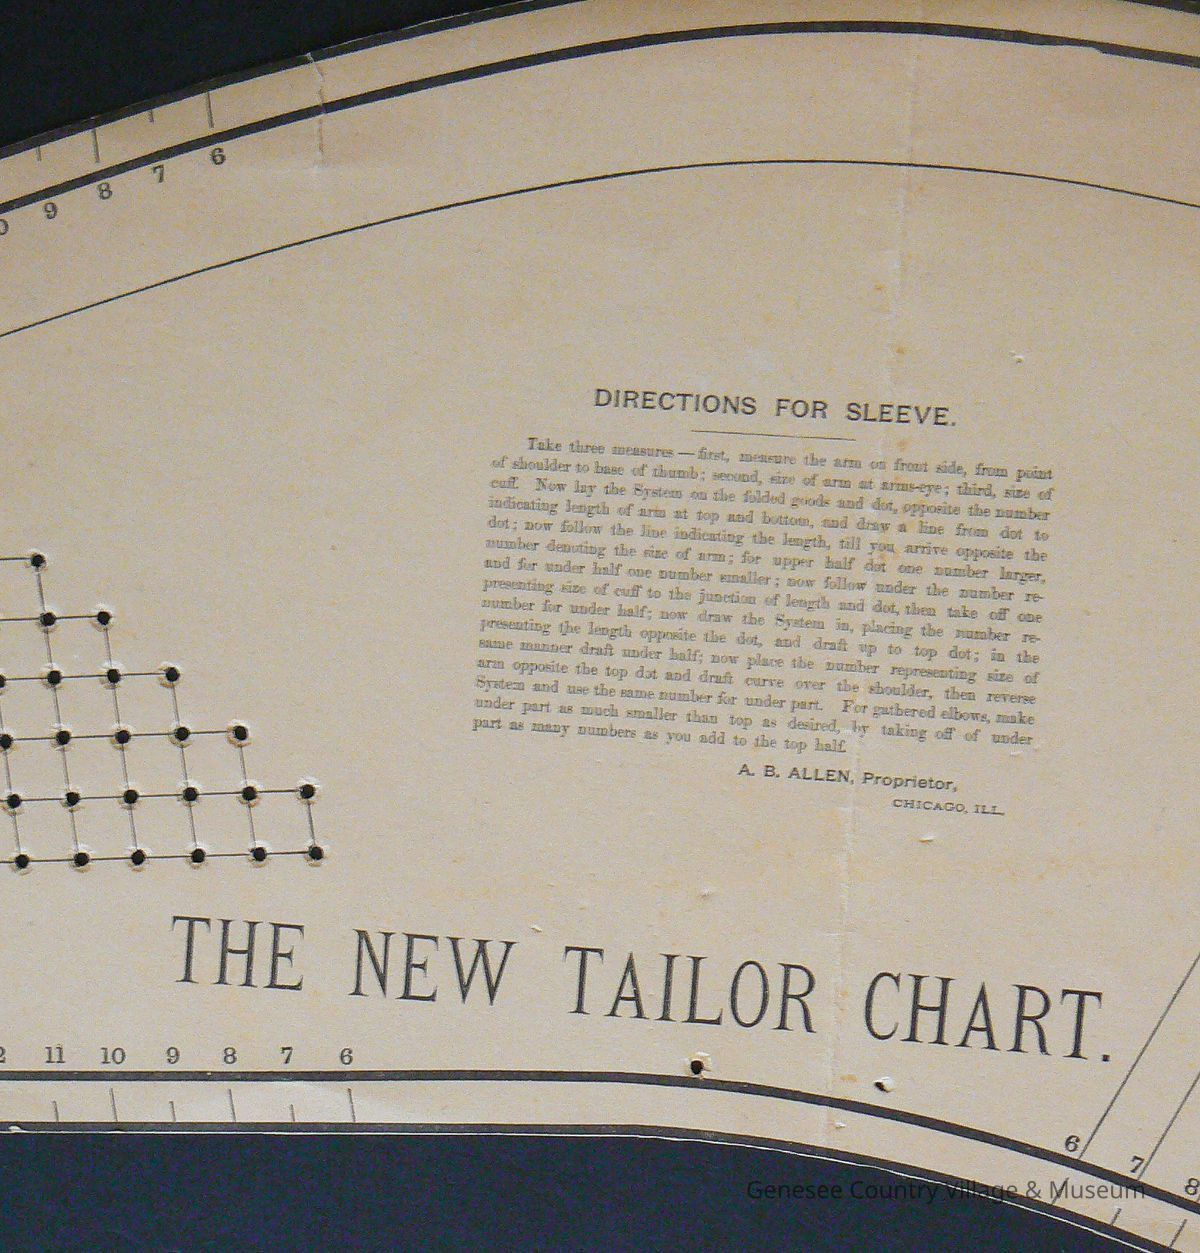 6
7
8
9
DIRECTIONS FOR SLEEVE.
Take three measures — first, measure the arm on front side, from point
of shoulder to base of thumb; second, size of arm at arms-eye; third, size of
cuff. Now lay the System on the folded goods and dot, opposite the number
indicating length of arm at top and bottom, and draw a line from dot to
dot; now follow the line indicating the length, till you arrive opposite the
number denoting the size of arm; for upper half dot one number larger,
and for under half one number smaller; now follow under the number re-
presenting size of cuff to the junction of length and dot, then take off one
number for under half; now draw the System in, placing the number re-
presenting the length opposite the dot, and draft up to top dot; in the
same manner draft under half; now place the number representing size of
arm opposite the top dot and draft curve over the shoulder, then reverse
System and use the same number for under part. For gathered elbows, make
under part as much smaller than top as desired, by taking off of under
part as many numbers as you add to the top half.
A. B. ALLEN, Proprietor,
CHICAGO, ILL.
THE NEW TAILOR CHART.
11 10 9 8 7 6
6 7 8
Genesee Country Village & Museum